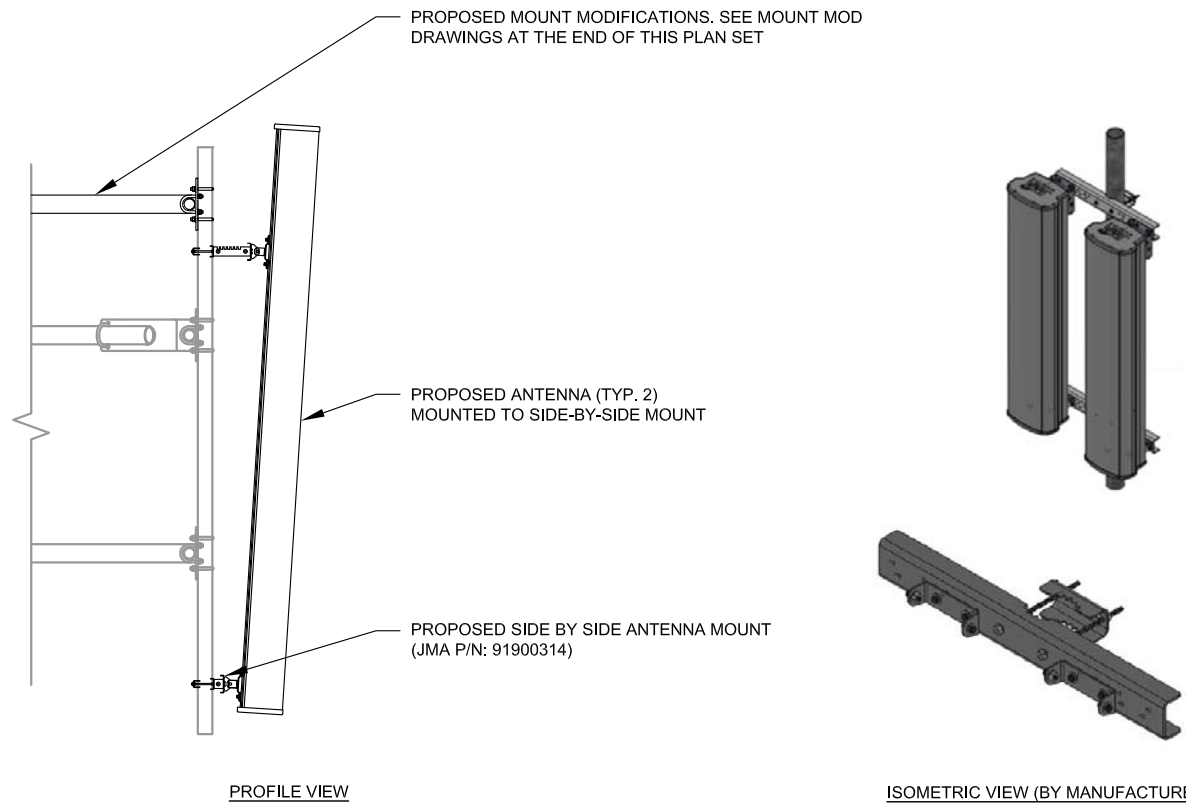 PROPOSED MOUNT MODIFICATIONS. SEE MOUNT MOD
DRAWINGS AT THE END OF THIS PLAN SET
PROPOSED ANTENNA (TYP. 2)
MOUNTED TO SIDE-BY-SIDE MOUNT
PROPOSED SIDE BY SIDE ANTENNA MOUNT
(JMA P/N: 91900314)
PROFILE VIEW
ISOMETRIC VIEW (BY MANUFACTURE